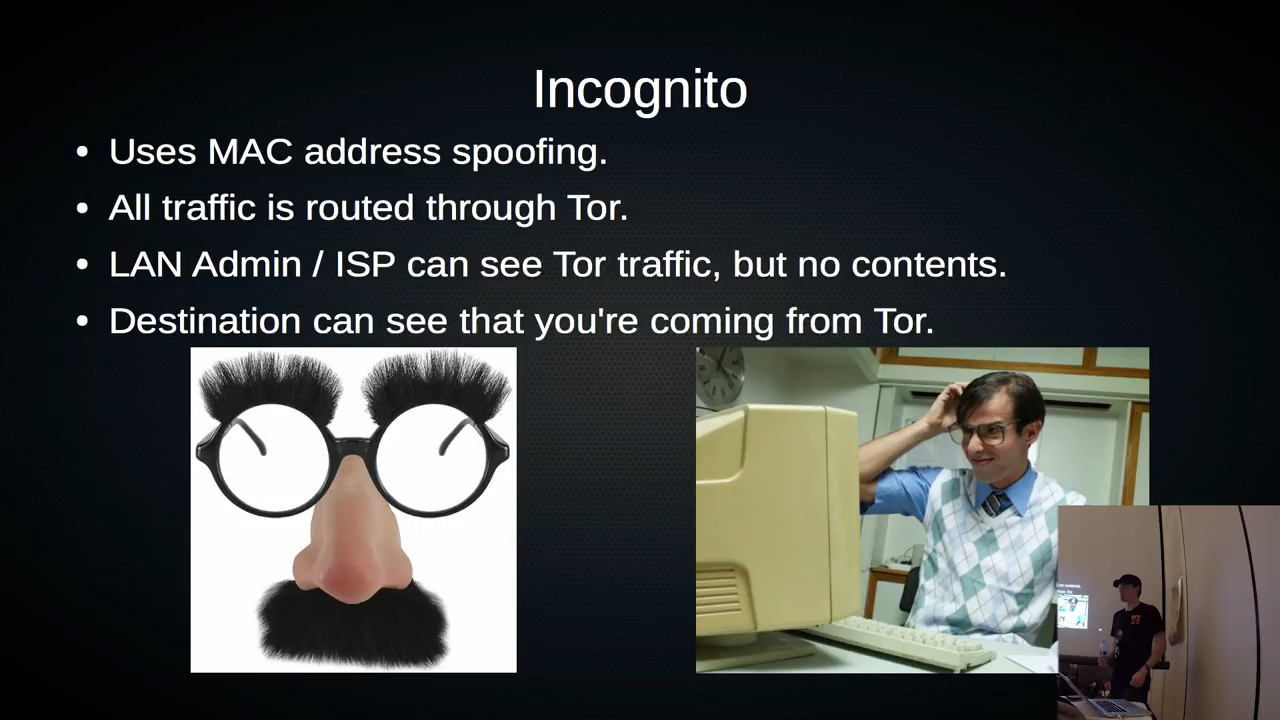 Incognito
Uses MAC address spoofing.
All traffic is routed through Tor.
LAN Admin / ISP can see Tor traffic, but no contents.
Destination can see that you're coming from Tor.